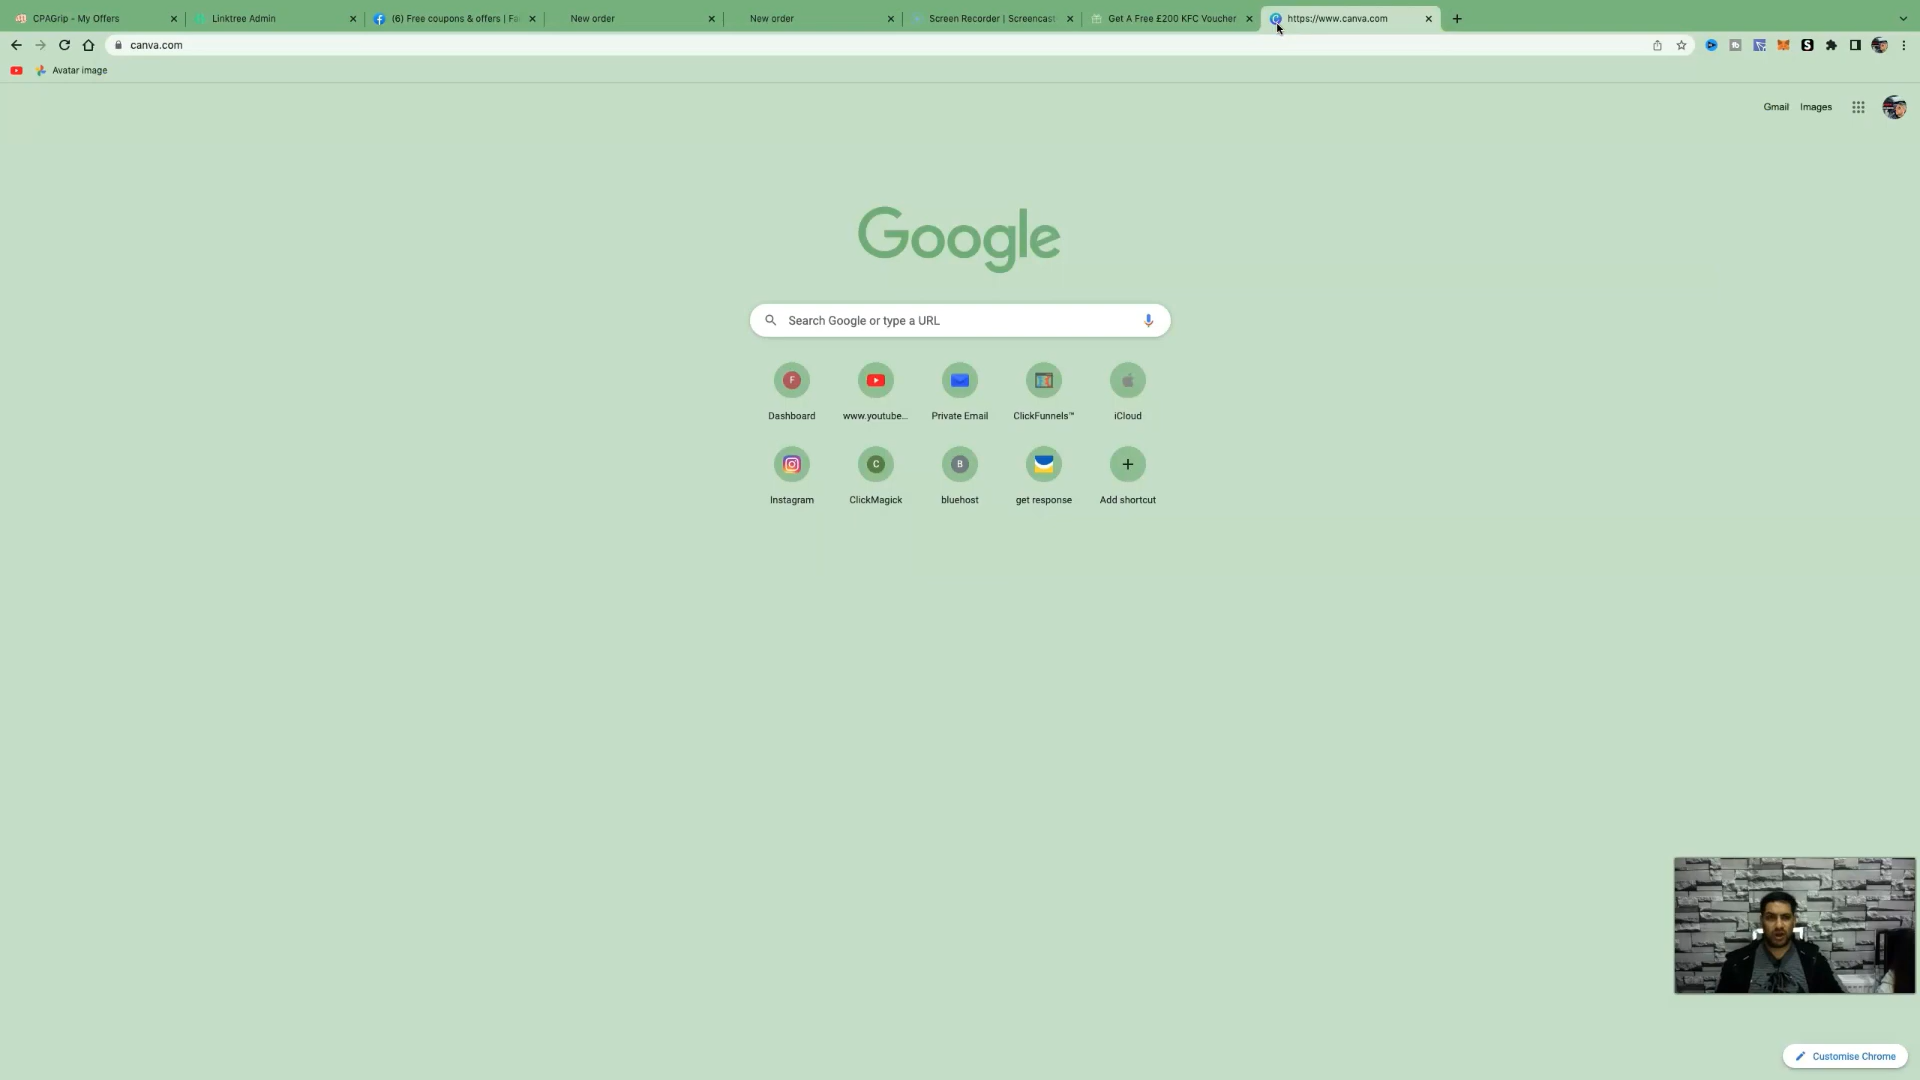 CPAGrip - My Offers
Linktree Admin
(6) Free coupons & offers | Fa
New order
New order
Screen Recorder | Screencast
Get A Free £200 KFC Voucher
https://www.canva.com
canva.com
Avatar image
Gmail
Images
Google
Search Google or type a URL
F
Dashboard
www.youtube...
Private Email
ClickFunnels™
iCloud
Instagram
C
ClickMagick
B
bluehost
get response
Add shortcut
Customise Chrome